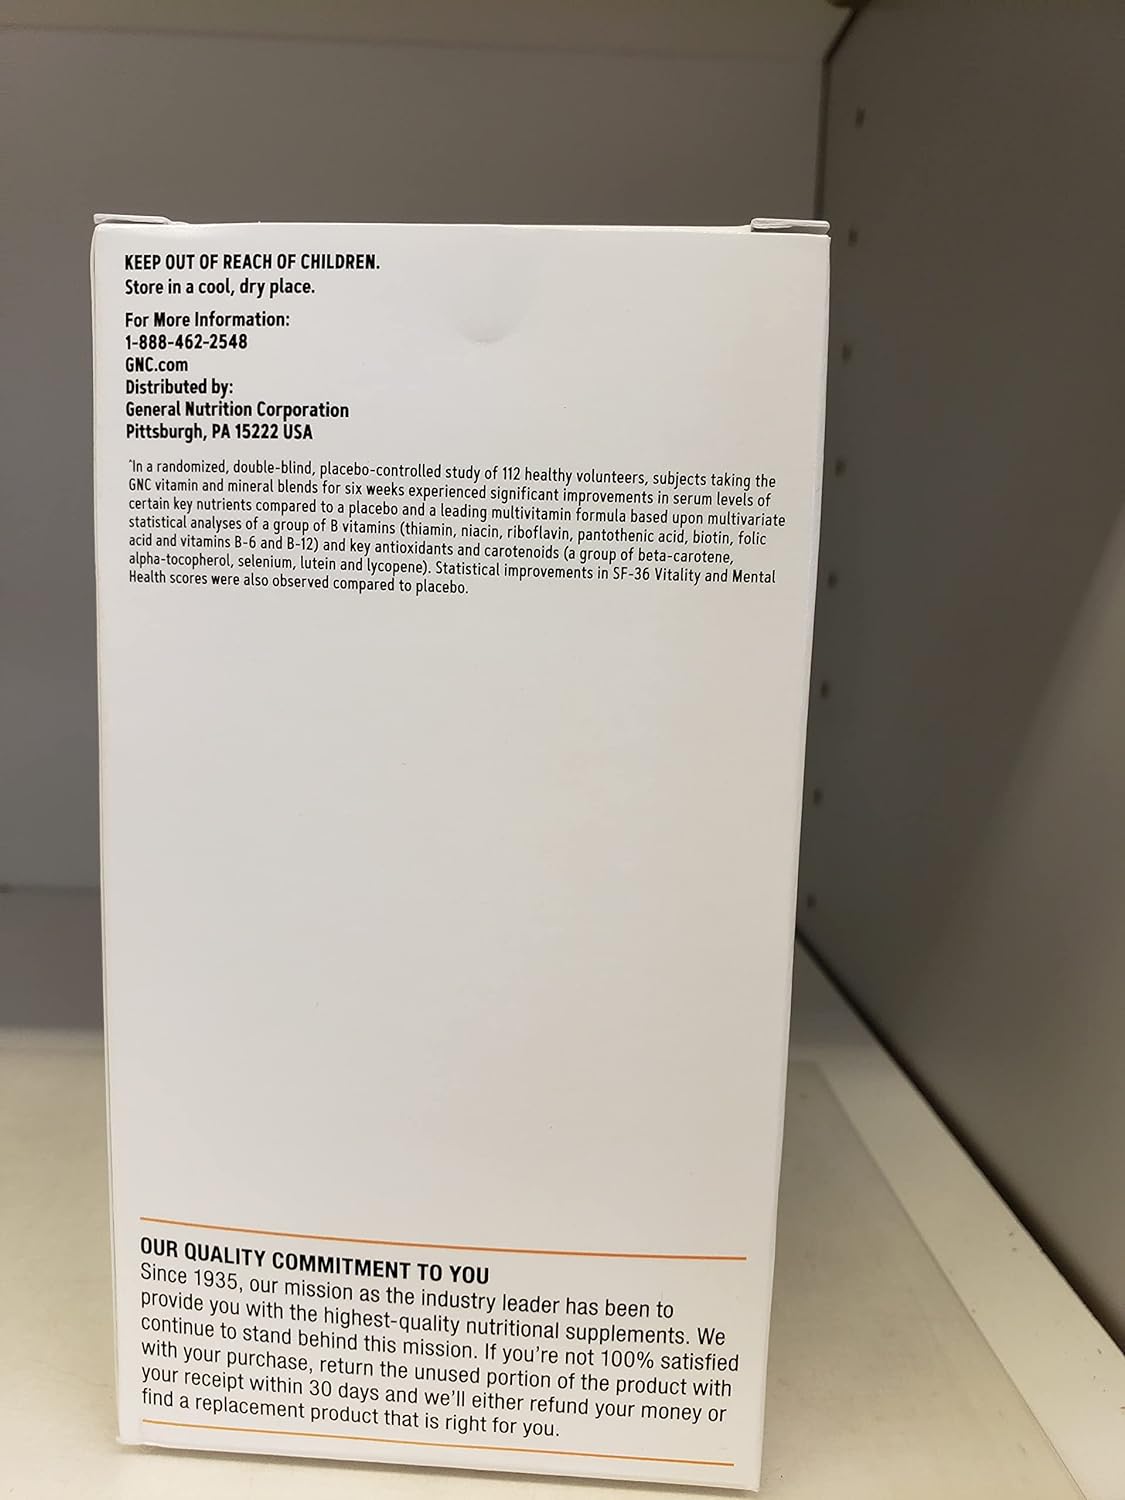 KEEP OUT OF REACH OF CHILDREN.
Store in a cool, dry place.
For More Information:
1-888-462-2548
GNC.com
Distributed by:
General Nutrition Corporation
Pittsburgh, PA 15222 USA
^In a randomized, double-blind, placebo-controlled study of 112 healthy volunteers, subjects taking the
GNC vitamin and mineral blends for six weeks experienced significant improvements in serum levels of
certain key nutrients compared to a placebo and a leading multivitamin formula based upon multivariate
statistical analyses of a group of B vitamins (thiamin, niacin, riboflavin, pantothenic acid, biotin, folic
acid and vitamins B-6 and B-12) and key antioxidants and carotenoids (a group of beta-carotene,
alpha-tocopherol, selenium, lutein and lycopene). Statistical improvements in SF-36 Vitality and Mental
Health scores were also observed compared to placebo.
OUR QUALITY COMMITMENT TO YOU
Since 1935, our mission as the industry leader has been to
provide you with the highest-quality nutritional supplements. We
continue to stand behind this mission. If you're not 100% satisfied
with your purchase, return the unused portion of the product with
your receipt within 30 days and we'll either refund your money or
find a replacement product that is right for you.